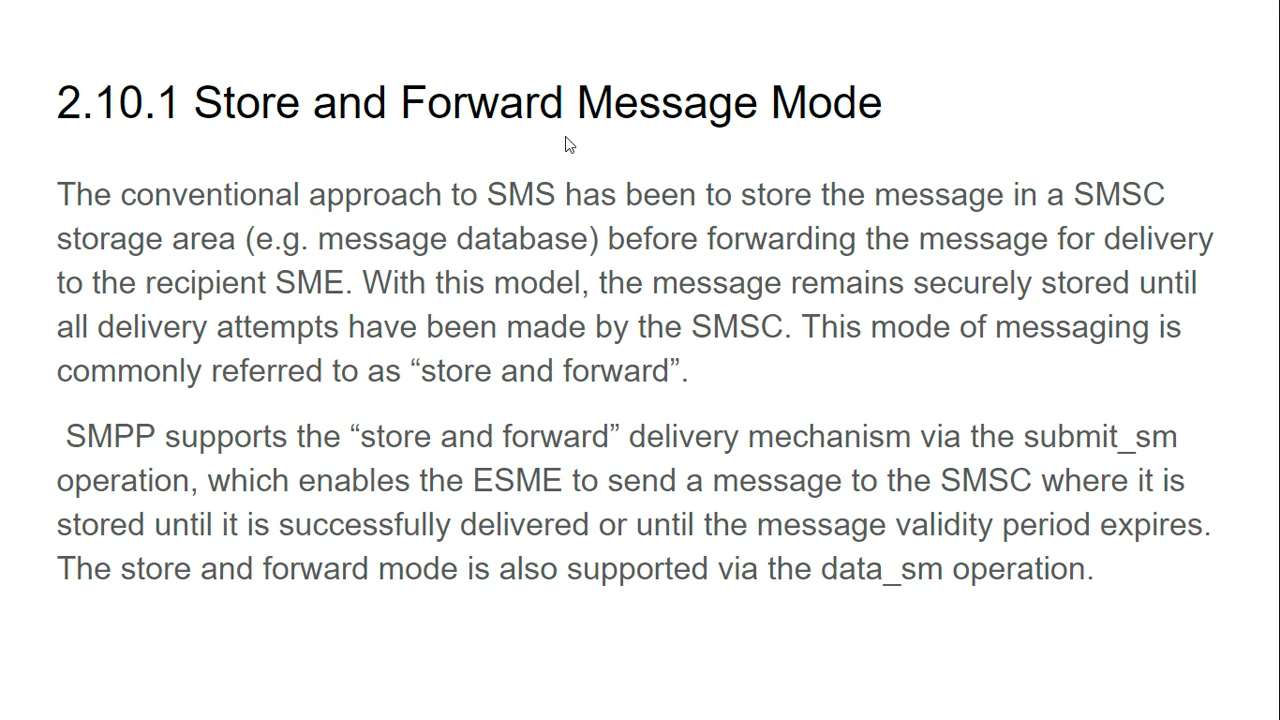 2.10.1 Store and Forward Message Mode
The conventional approach to SMS has been to store the message in a SMSC
storage area (e.g. message database) before forwarding the message for delivery
to the recipient SME. With this model, the message remains securely stored until
all delivery attempts have been made by the SMSC. This mode of messaging is
commonly referred to as “store and forward”.
SMPP supports the “store and forward” delivery mechanism via the submit_sm
operation, which enables the ESME to send a message to the SMSC where it is
stored until it is successfully delivered or until the message validity period expires.
The store and forward mode is also supported via the data_sm operation.